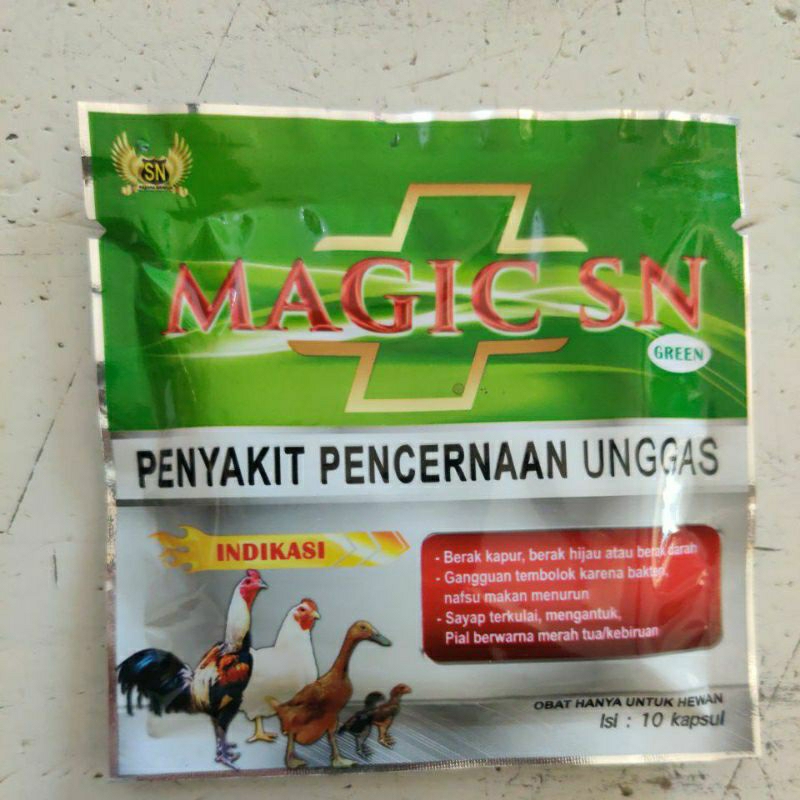 SN
MAGIC SN
GREEN
PENYAKIT PENCERNAAN UNGGAS
INDIKASI
- Berak kapur, berak hijau atau berak darah
- Gangguan tembolok karena bakteri,
nafsu makan menurun
- Sayap terkulai, mengantuk,
Pial berwarna merah tua/kebiruan
OBAT HANYA UNTUK HEWAN
Isi : 10 kapsul